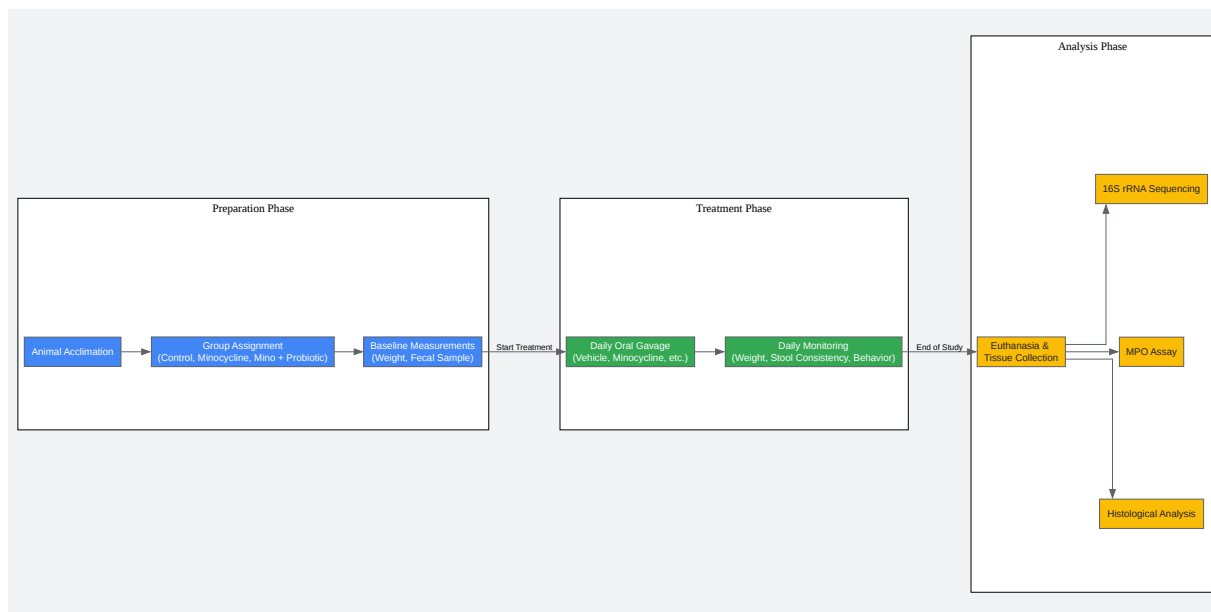 Preparation Phase
Animal Acclimation
Group Assignment
(Control, Minocycline, Mino + Probiotic)
Baseline Measurements
(Weight, Fecal Sample)
Start Treatment
Treatment Phase
Daily Oral Gavage
(Vehicle, Minocycline, etc.)
Daily Monitoring
(Weight, Stool Consistency, Behavior)
End of Study
Analysis Phase
Euthanasia &
Tissue Collection
16S rRNA Sequencing
MPO Assay
Histological Analysis